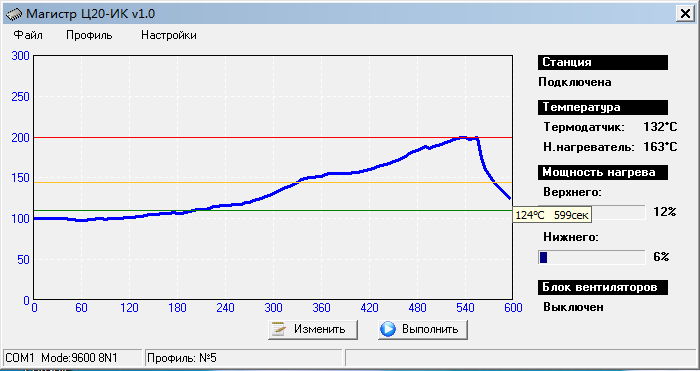 Магистр Ц20-ИК v1.0
Файл Профиль Настройки
300
250
200
150
100
50
0
0 60 120 180 240 300 360 420 480 540 600
124°C 599сек
Станция
Подключена
Температура
Термодатчик: 132°C
Н.нагреватель: 163°C
Мощность нагрева
Верхнего:
12%
Нижнего:
6%
Блок вентиляторов
Выключен
Изменить Выполнить
COM1 Mode:9600 8N1 Профиль: №5